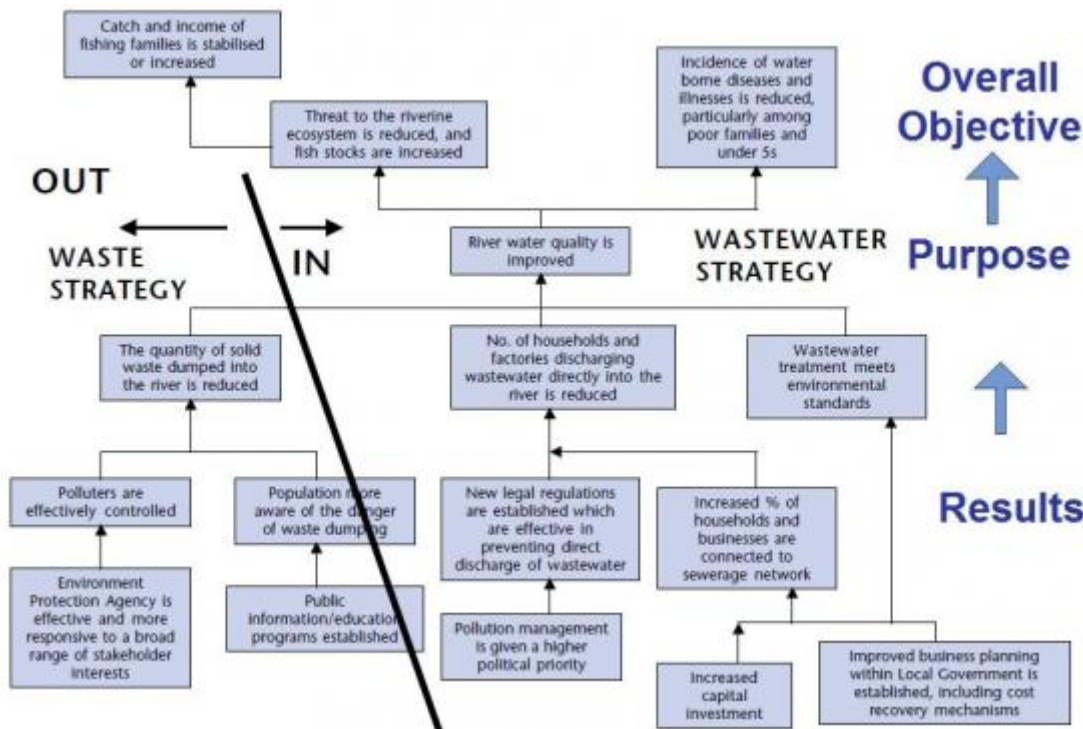 Catch and income of
fishing families is stabilised
or increased
Threat to the riverine
ecosystem is reduced, and
fish stocks are increased
Incidence of water
borne diseases and
illnesses is reduced,
particularly among
poor families and
under 5s
Overall
Objective
OUT
WASTE
STRATEGY
IN
River water quality is
improved
WASTEWATER
STRATEGY
Purpose
The quantity of solid
waste dumped into
the river is reduced
No. of households and
factories discharging
wastewater directly into the
river is reduced
Wastewater
treatment meets
environmental
standards
Polluters are
effectively controlled
Population more
aware of the danger
of waste dumping
New legal regulations
are established which
are effective in
preventing direct
discharge of wastewater
Increased % of
households and
businesses are
connected to
sewerage network
Results
Environment
Protection Agency is
effective and more
responsive to a broad
range of stakeholder
interests
Public
information/education
programs established
Pollution management
is given a higher
political priority
Increased
capital
investment
Improved business planning
within Local Government is
established, including cost
recovery mechanisms